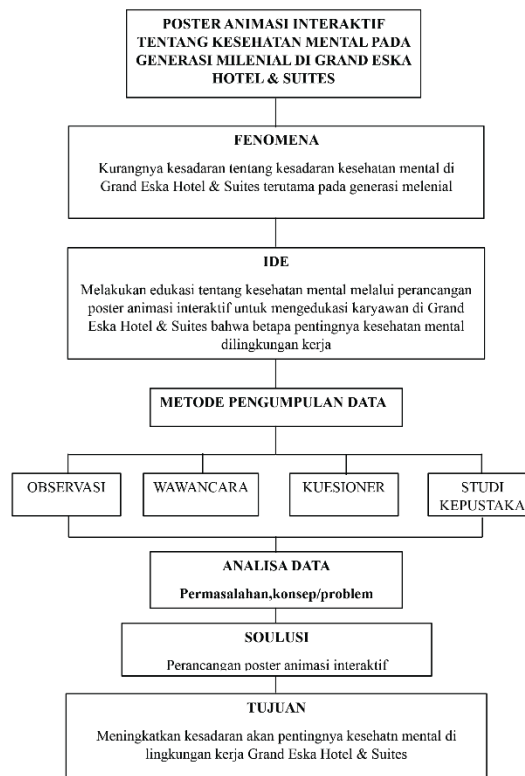 POSTER ANIMASI INTERAKTIF
TENTANG KESEHATAN MENTAL PADA
GENERASI MILENIAL DI GRAND ESKA
HOTEL & SUITES
FENOMENA
Kurangnya kesadaran tentang kesadaran kesehatan mental di
Grand Eska Hotel & Suites terutama pada generasi melenial
IDE
Melakukan edukasi tentang kesehatan mental melalui perancangan
poster animasi interaktif untuk mengedukasi karyawan di Grand
Eska Hotel & Suites bahwa betapa pentingnya kesehatan mental
dilingkungan kerja
METODE PENGUMPULAN DATA
OBSERVASI
WAWANCARA
KUESIONER
STUDI
KEPUSTAKA
ANALISA DATA
Permasalahan,konsep/problem
SOULUSI
Perancangan poster animasi interaktif
TUJUAN
Meningkatkan kesadaran akan pentingnya kesehatn mental di
lingkungan kerja Grand Eska Hotel & Suites